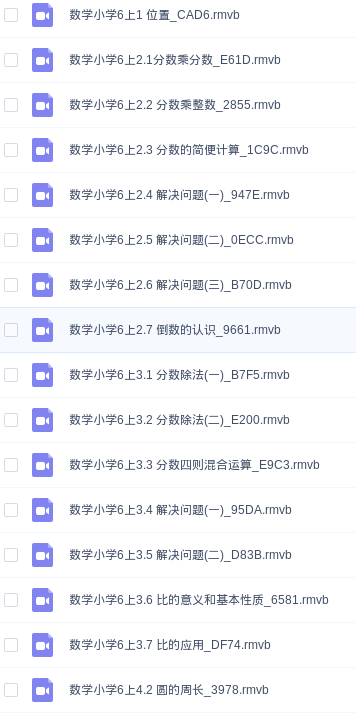 数学小学6上1 位置_CAD6.rmvb
数学小学6上2.1分数乘分数_E61D.rmvb
数学小学6上2.2 分数乘整数_2855.rmvb
数学小学6上2.3 分数的简便计算_1C9C.rmvb
数学小学6上2.4 解决问题(一)_947E.rmvb
数学小学6上2.5 解决问题(二)_0ECC.rmvb
数学小学6上2.6 解决问题(三)_B70D.rmvb
数学小学6上2.7 倒数的认识_9661.rmvb
数学小学6上3.1 分数除法(一)_B7F5.rmvb
数学小学6上3.2 分数除法(二)_E200.rmvb
数学小学6上3.3 分数四则混合运算_E9C3.rmvb
数学小学6上3.4 解决问题(一)_95DA.rmvb
数学小学6上3.5 解决问题(二)_D83B.rmvb
数学小学6上3.6 比的意义和基本性质_6581.rmvb
数学小学6上3.7 比的应用_DF74.rmvb
数学小学6上4.2 圆的周长_3978.rmvb